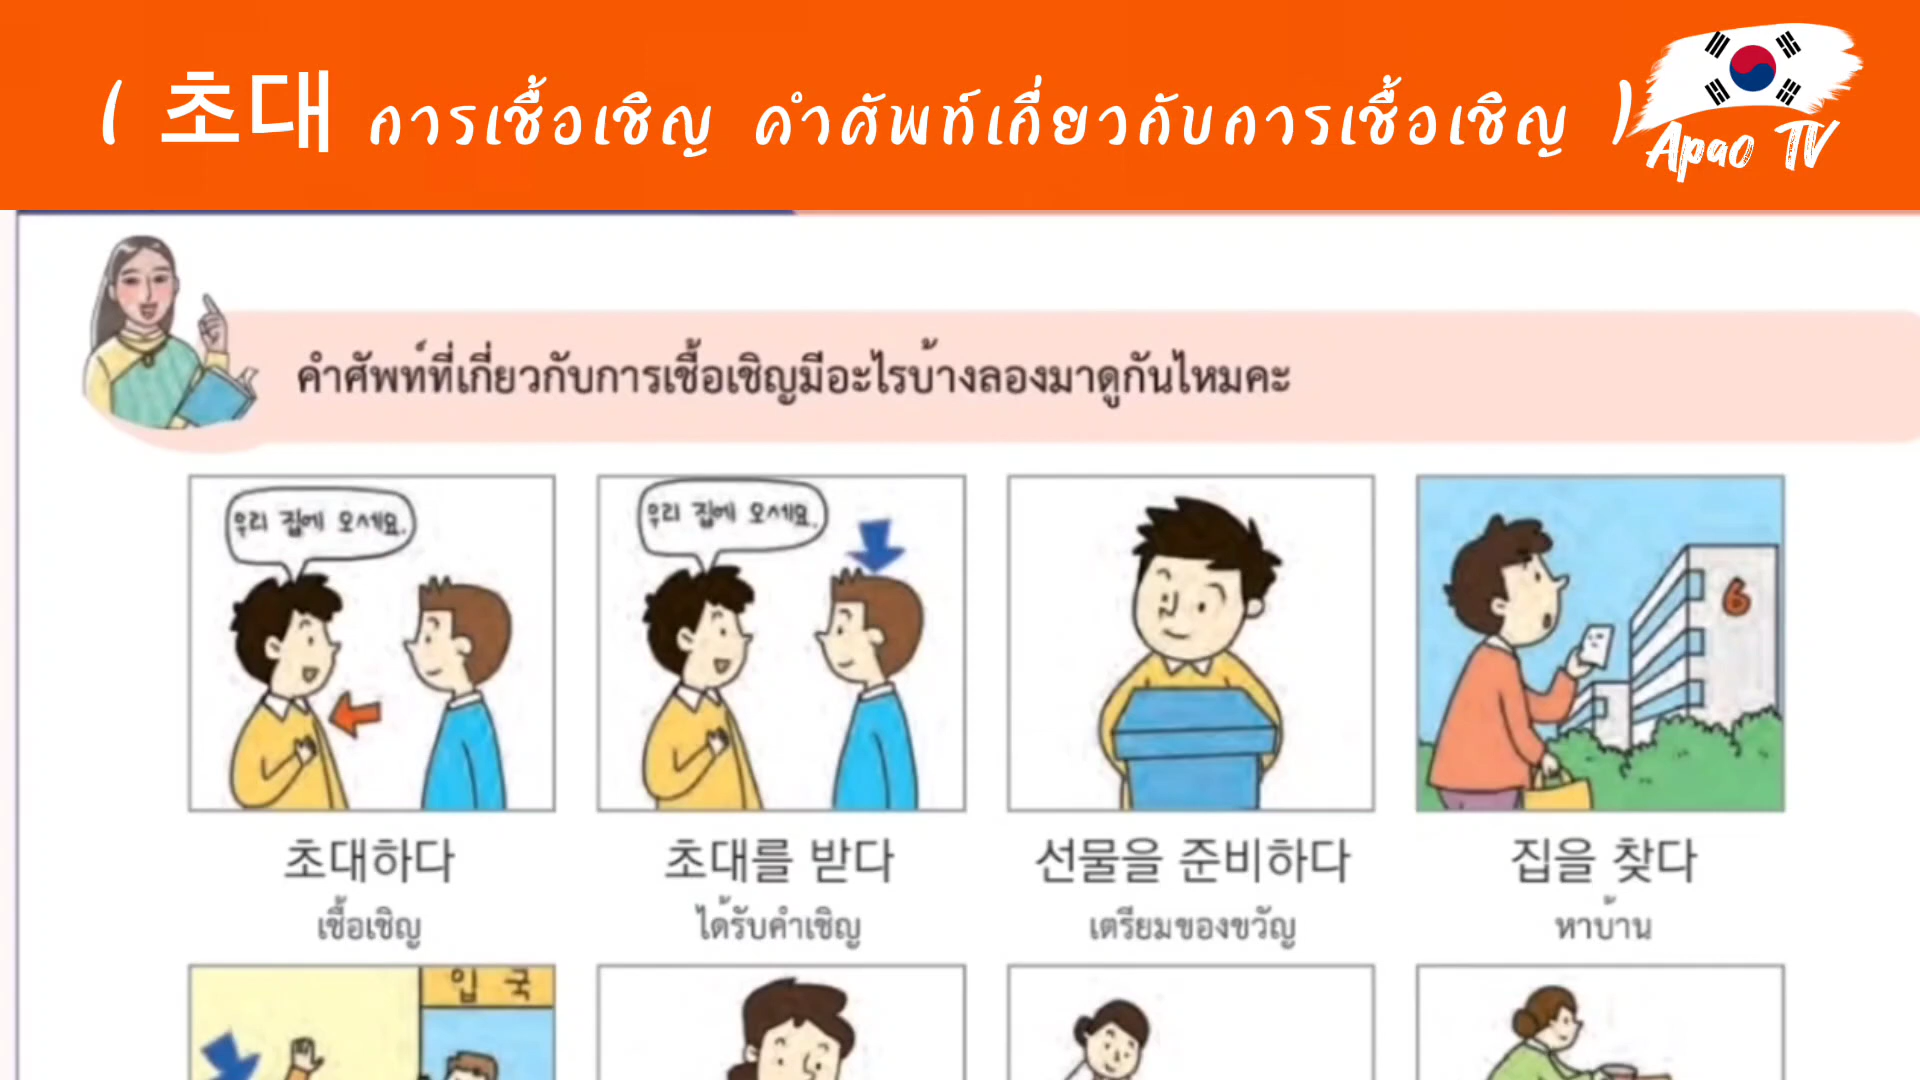 ( 초대 การเชื้อเชิญ คำศัพท์เกี่ยวกับการเชื้อเชิญ )
Apao TV
คำศัพท์ที่เกี่ยวกับการเชื้อเชิญมีอะไรบ้างลองมาดูกันไหมคะ
우리 집에 오세요.
우리 집에 오세요.
6
초대하다
초대를 받다
선물을 준비하다
집을 찾다
เชื้อเชิญ
ได้รับคำเชิญ
เตรียมของขวัญ
หาบ้าน
입 국